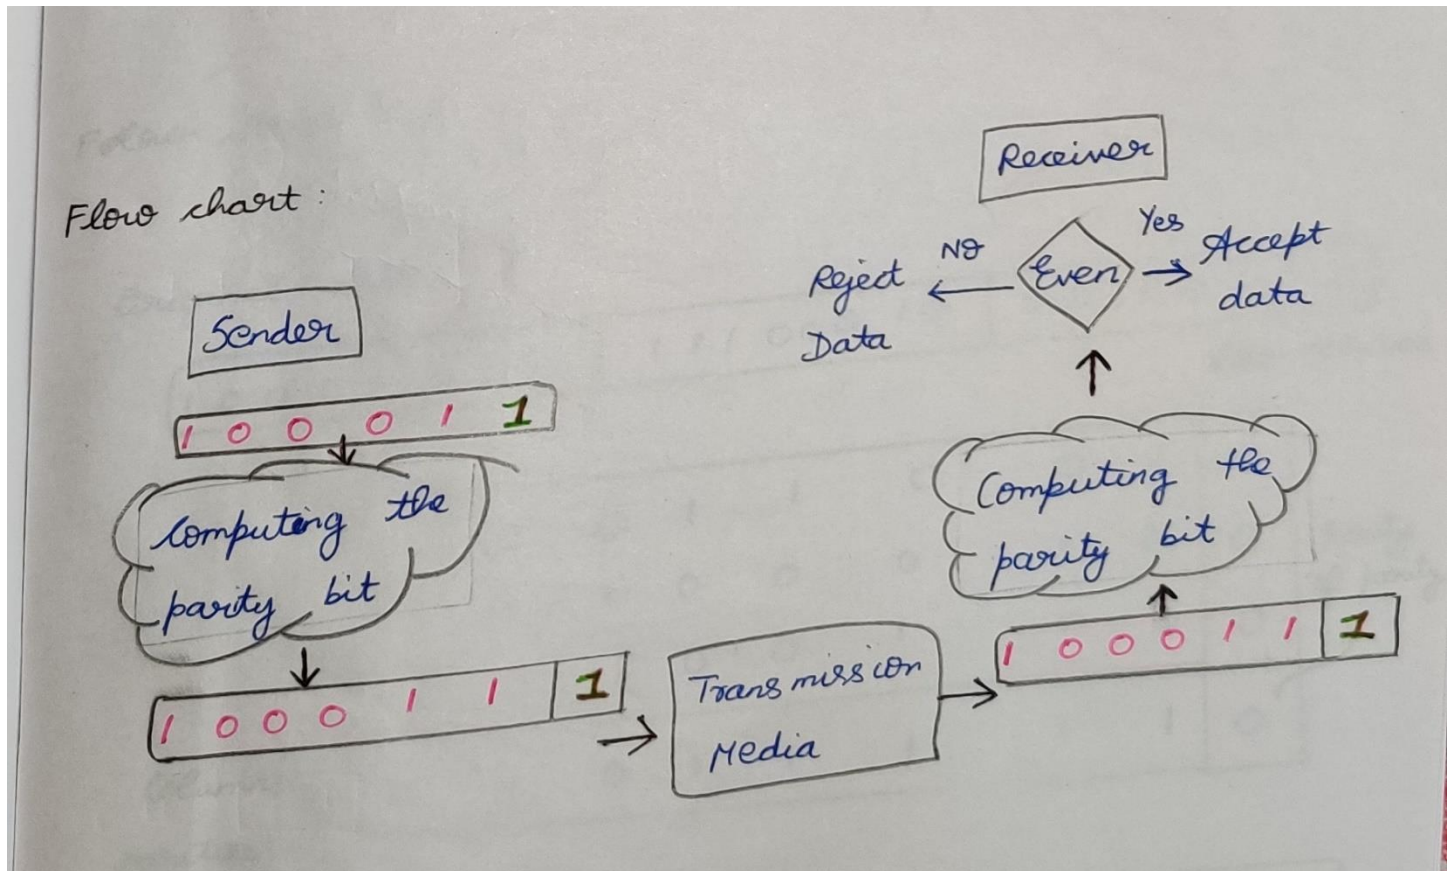 Flow chart:
Sender
1 0 0 0 1 1
Computing the
parity bit
1 0 0 0 1 1 1
Transmission
Media
1 0 0 0 1 1 1
Computing the
parity bit
Even
No
Reject
Data
Yes
Accept
data
Receiver